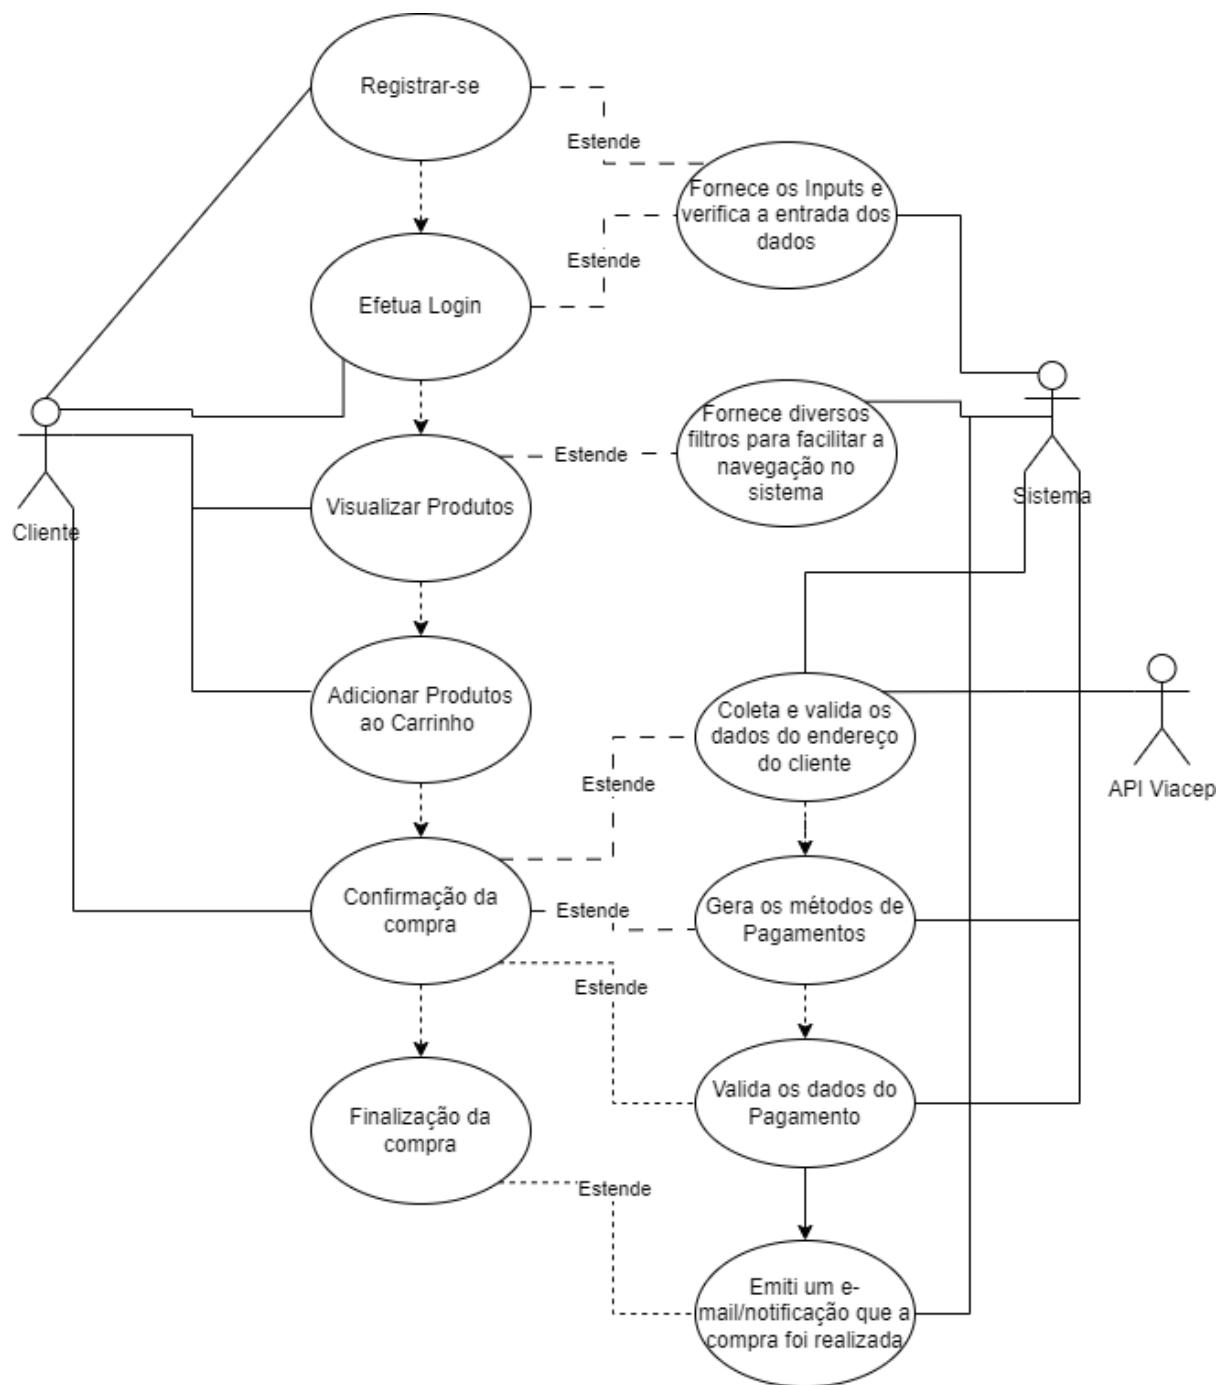 Registrar-se
Estende
Fornece os Inputs e
verifica a entrada dos
dados
Estende
Efetua Login
Fornece diversos
filtros para facilitar a
navegação no
sistema
Estende
Sistema
Visualizar Produtos
Cliente
Adicionar Produtos
ao Carrinho
Coleta e valida os
dados do endereço
do cliente
Estende
API Viacep
Confirmação da
compra
Estende
Gera os métodos de
Pagamentos
Estende
Finalização da
compra
Valida os dados do
Pagamento
Estende
Emiti um e-
mail/notificação que a
compra foi realizada